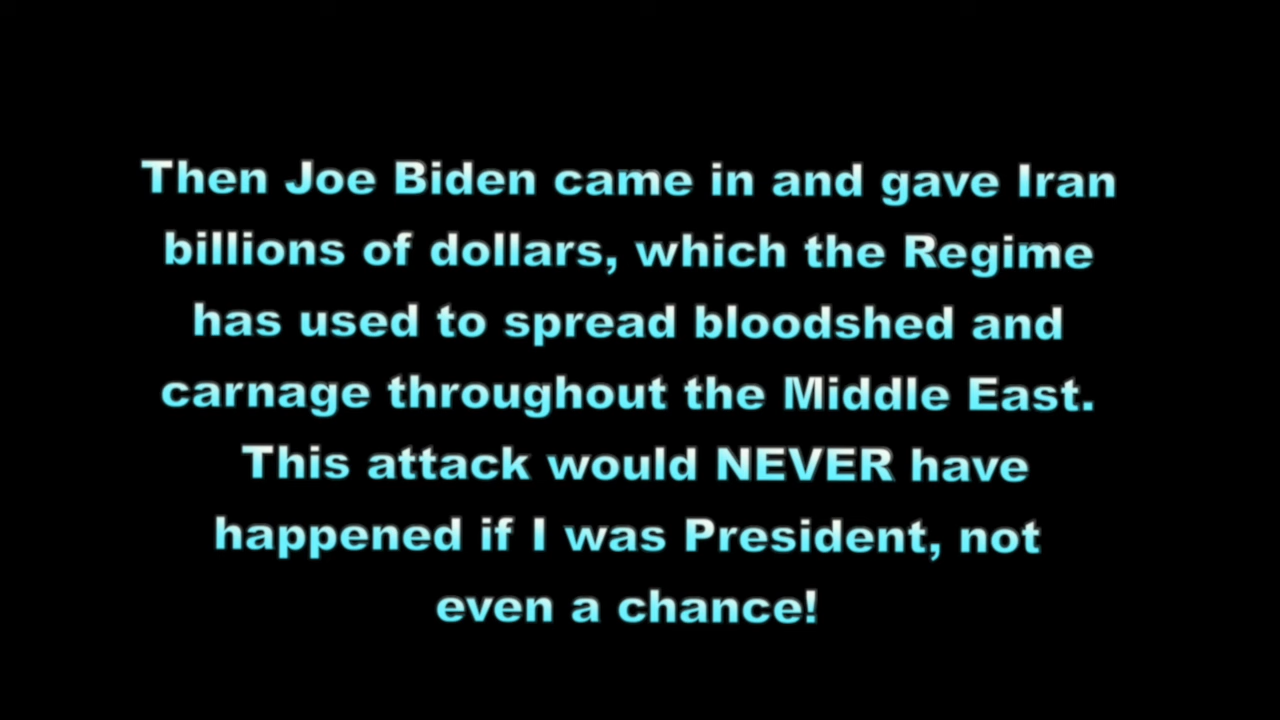 Then Joe Biden came in and gave Iran
billions of dollars, which the Regime
has used to spread bloodshed and
carnage throughout the Middle East.
This attack would NEVER have
happened if I was President, not
even a chance!